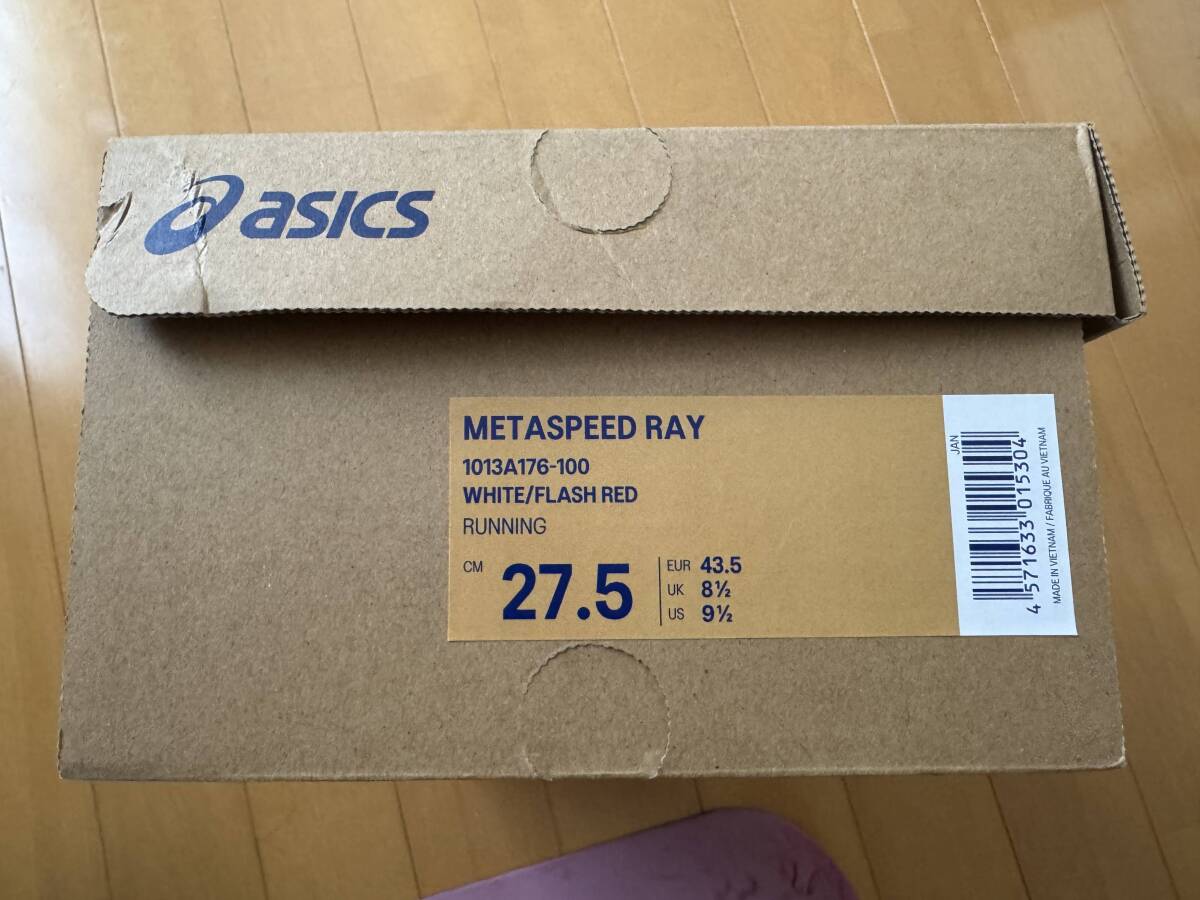 asics
METASPEED RAY
1013A176-100
WHITE/FLASH RED
RUNNING
CM 27.5
EUR 43.5
UK 8½
US 9½
JAN
4 571633 015304
MADE IN VIETNAM / FABRIQUE AU VIETNAM